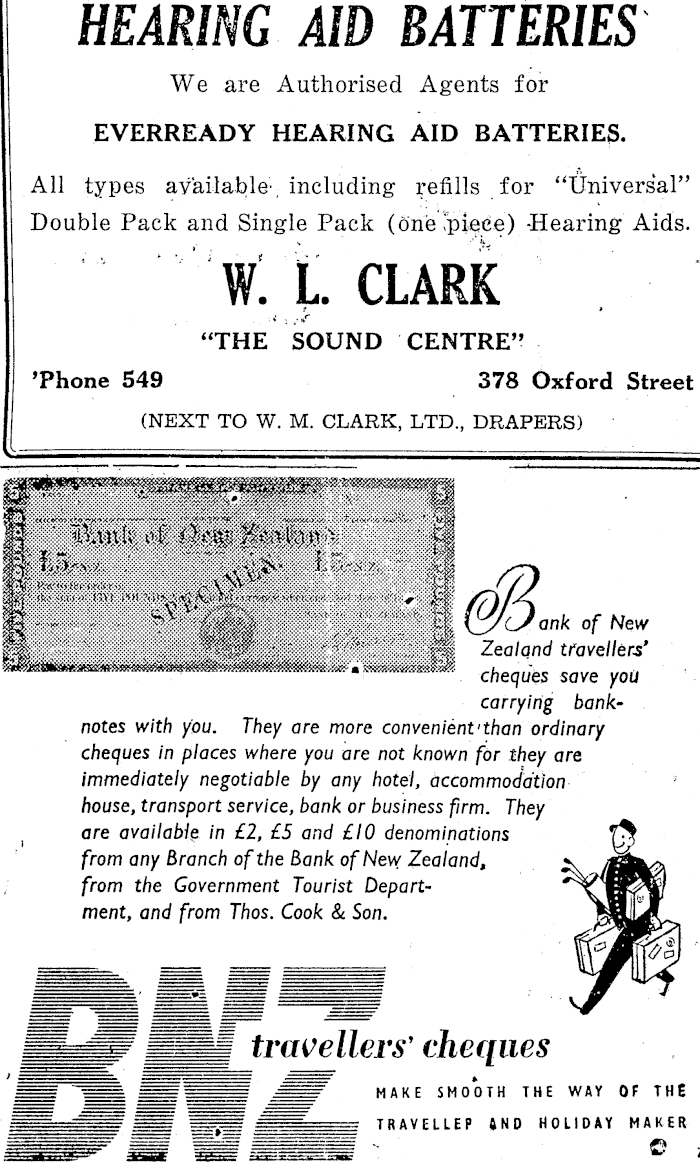 HEARING AID BATTERIES
We are Authorised Agents for
EVERREADY HEARING AID BATTERIES.
All types available including refills for "Universal"
Double Pack and Single Pack (one piece) Hearing Aids.
W. L. CLARK
"THE SOUND CENTRE"
'Phone 549 378 Oxford Street
(NEXT TO W. M. CLARK, LTD., DRAPERS)
FIVE POUNDS
Bank of New Zealand
£5 £5
SPECIMEN
FIVE POUNDS
Bank of New
Zealand travellers'
cheques save you
carrying bank-
notes with you. They are more convenient than ordinary
cheques in places where you are not known for they are
immediately negotiable by any hotel, accommodation
house, transport service, bank or business firm. They
are available in £2, £5 and £10 denominations
from any Branch of the Bank of New Zealand,
from the Government Tourist Depart-
ment, and from Thos. Cook & Son.
BNZ
travellers' cheques
MAKE SMOOTH THE WAY OF THE
TRAVELLER AND HOLIDAY MAKER